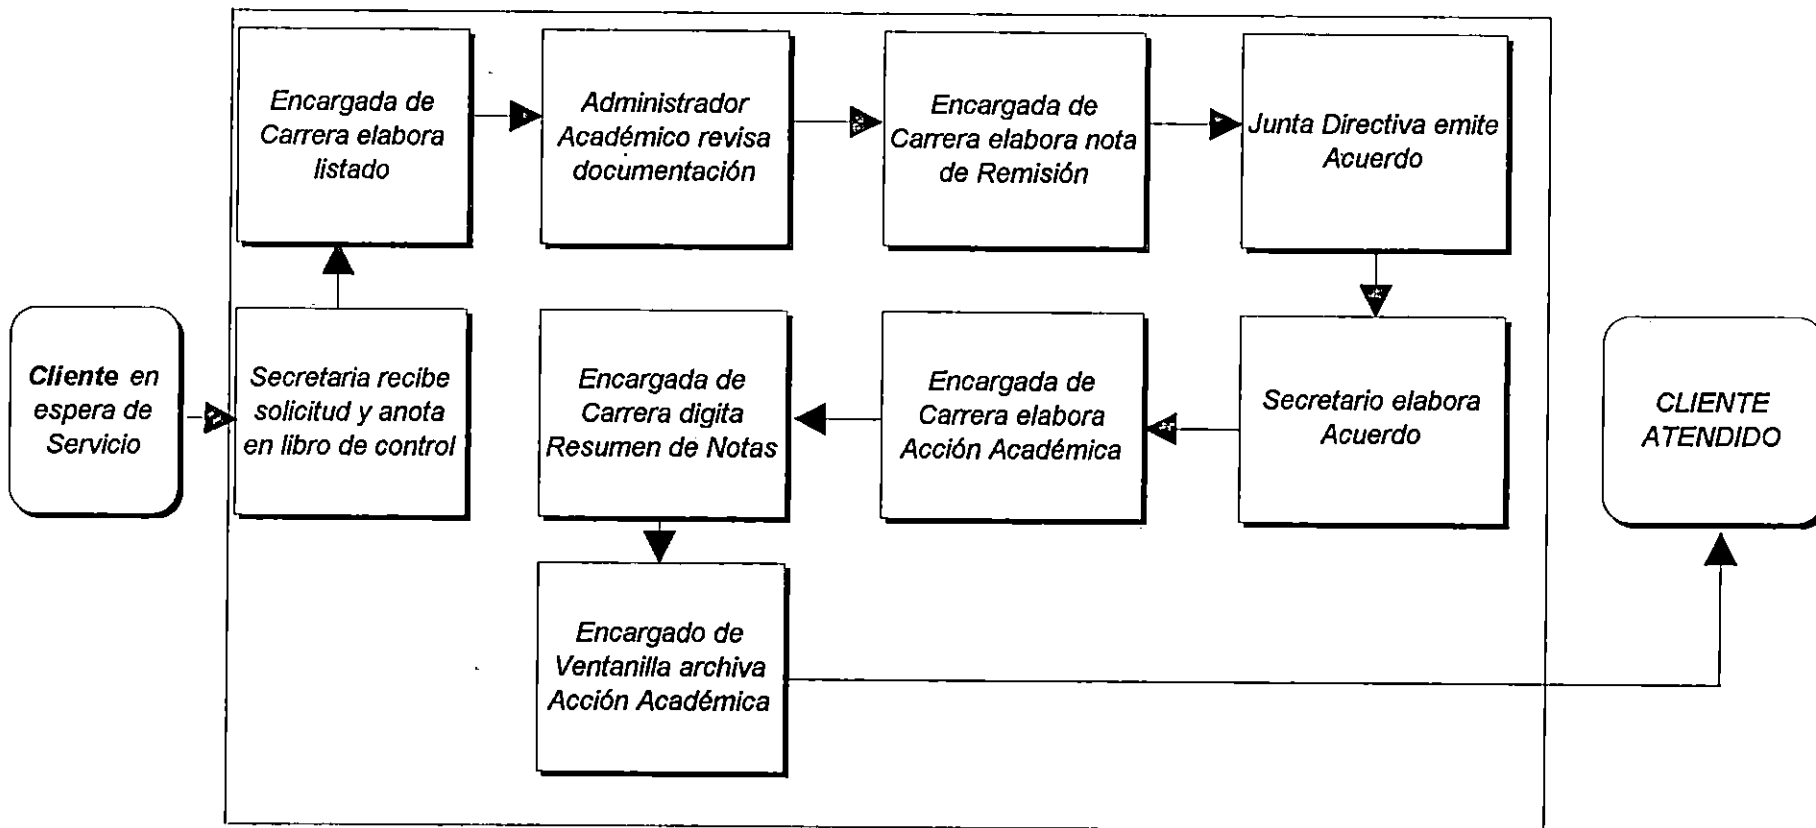 Encargada de
Carrera elabora
listado
Administrador
Académico revisa
documentación
Encargada de
Carrera elabora nota
de Remisión
Junta Directiva emite
Acuerdo
Cliente en
espera de
Servicio
Secretaria recibe
solicitud y anota
en libro de control
Encargada de
Carrera digita
Resumen de Notas
Encargada de
Carrera elabora
Acción Académica
Secretario elabora
Acuerdo
CLIENTE
ATENDIDO
Encargado de
Ventanilla archiva
Acción Académica